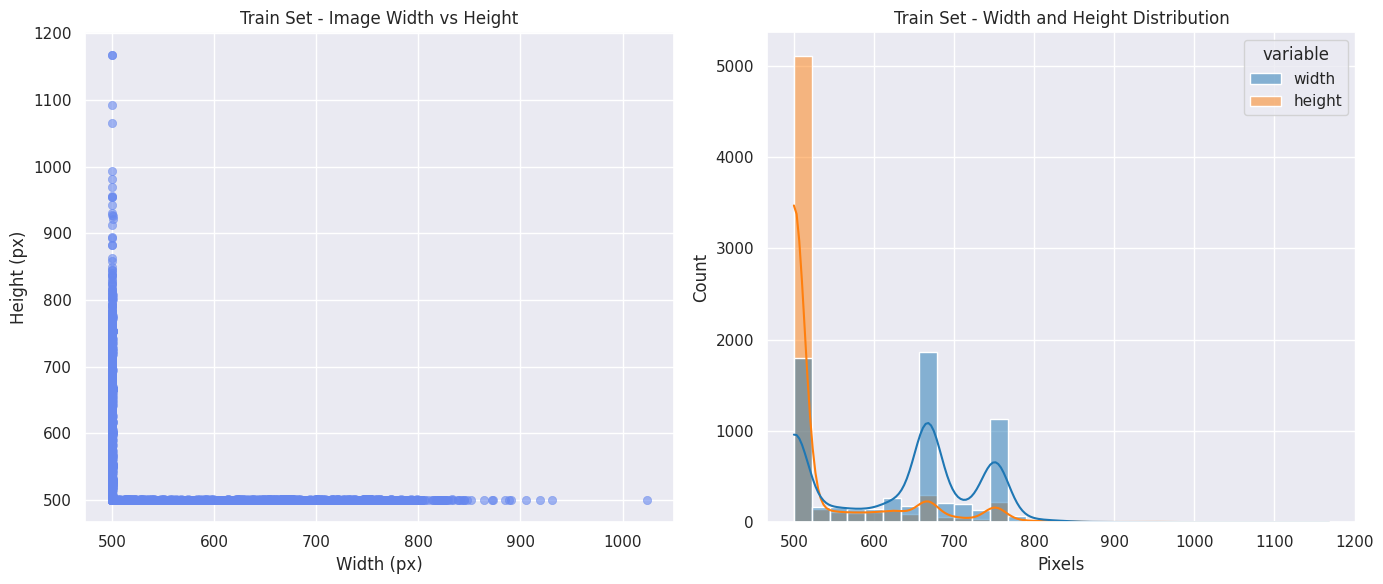 Train Set - Image Width vs Height
1200
1100
1000
900
800
700
600
500
Height (px)
500 600 700 800 900 1000
Width (px)
Train Set - Width and Height Distribution
variable
width
height
5000
4000
3000
2000
1000
0
Count
500 600 700 800 900 1000 1100 1200
Pixels